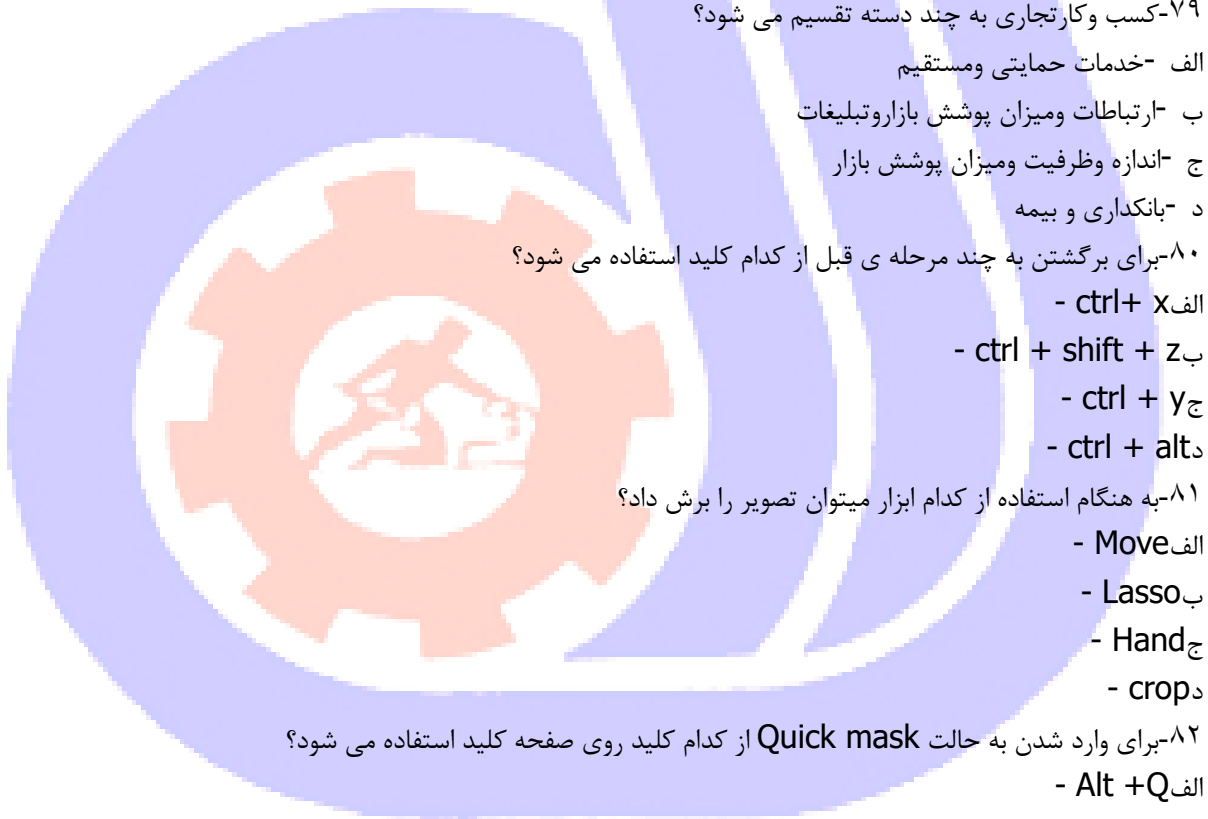 ۷۹-کسب وکارتجاری به چند دسته تقسیم می شود؟
الف -خدمات حمایتی ومستقیم
ب -ارتباطات ومیزان پوشش بازاروتبلیغات
ج -اندازه وظرفیت ومیزان پوشش بازار
د -بانکداری و بیمه
۸۰-برای برگشتن به چند مرحله ی قبل از کدام کلید استفاده می شود؟
الف- ctrl+ x
ب- ctrl + shift + z
ج- ctrl + y
د- ctrl + alt
۸۱-به هنگام استفاده از کدام ابزار میتوان تصویر را برش داد؟
الف- Move
ب- Lasso
ج- Hand
د- crop
۸۲-برای وارد شدن به حالت Quick mask از کدام کلید روی صفحه کلید استفاده می شود؟
الف- Alt +Q